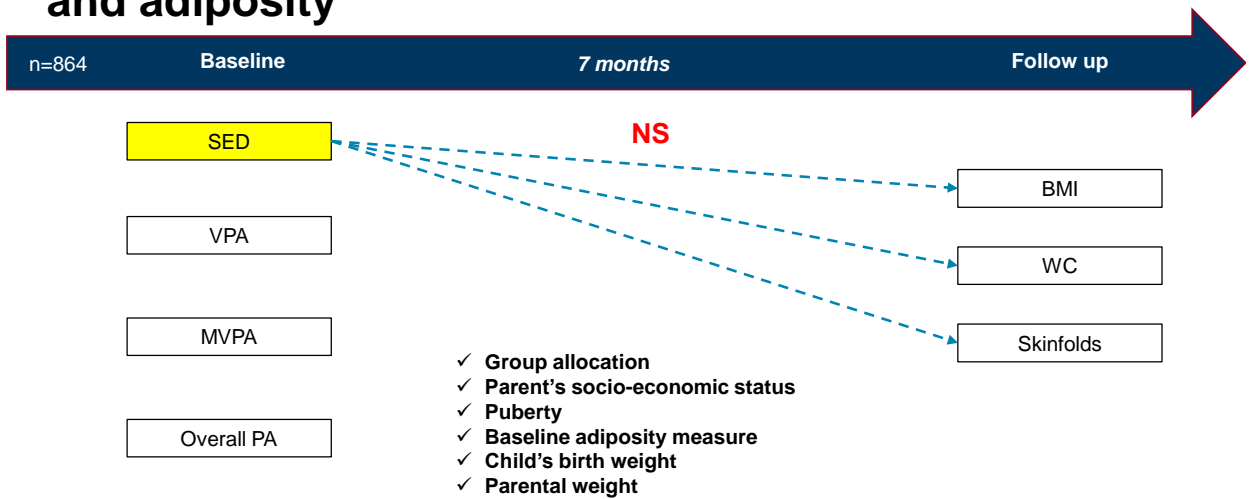 and adiposity
n=864 Baseline 7 months Follow up
SED
NS
BMI
VPA
WC
MVPA
Skinfolds
✓ Group allocation
✓ Parent's socio-economic status
✓ Puberty
Overall PA
✓ Baseline adiposity measure
✓ Child's birth weight
✓ Parental weight